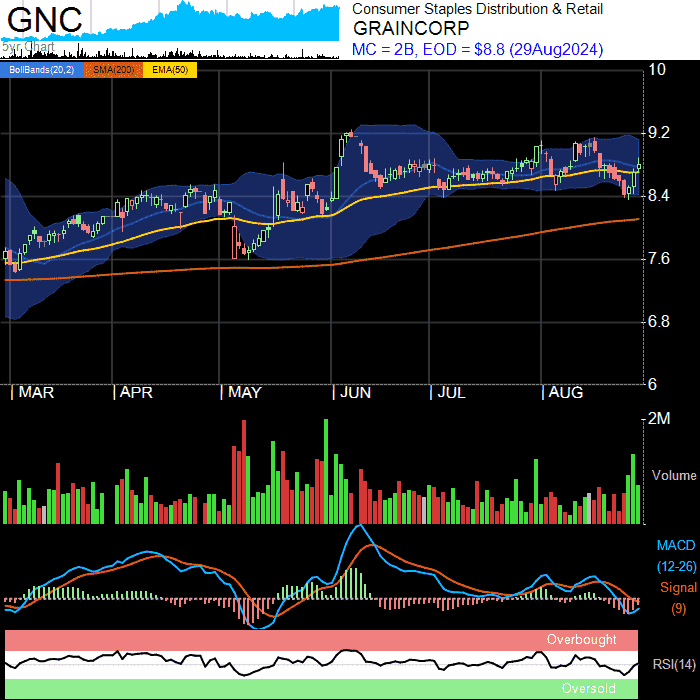 GNC
5yr Chart
Consumer Staples Distribution & Retail
GRAINCORP
MC = 2B, EOD = $8.8 (29Aug2024)
BollBands(20,2) SMA(200) EMA(50)
10
9.2
8.4
7.6
6.8
6
MAR APR MAY JUN JUL AUG
2M
Volume
MACD
(12-26)
Signal
(9)
Overbought
RSI(14)
Oversold